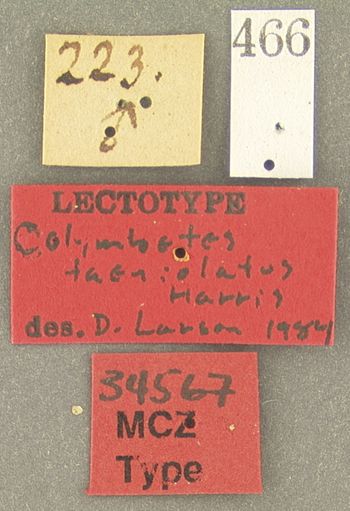 223.
♂
466
LECTOTYPE
Colymbetes
taeniolatus
Harris
des. D. Larson 1984
34567
MCZ
Type